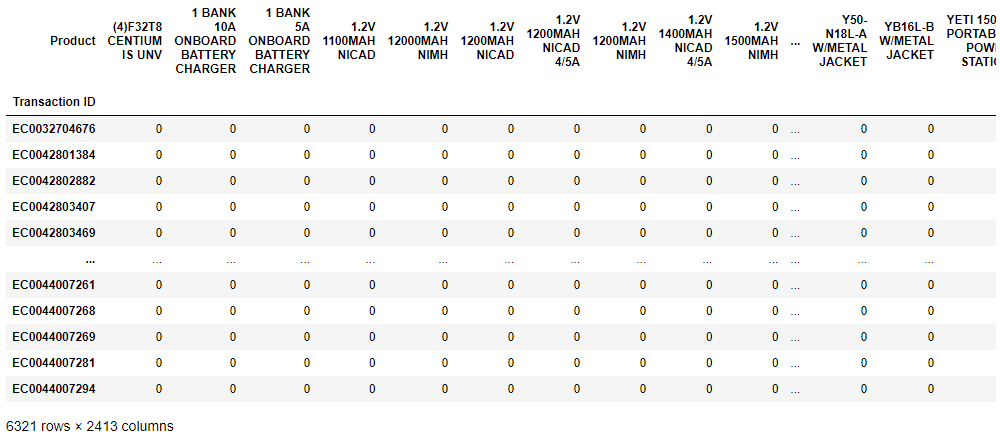 Product (4)F32T8 CENTIUM IS UNV 1 BANK 10A ONBOARD BATTERY CHARGER 1 BANK 5A ONBOARD BATTERY CHARGER 1.2V 1100MAH NICAD 1.2V 12000MAH NIMH 1.2V 1200MAH NICAD 1.2V 1200MAH NICAD 4/5A 1.2V 1200MAH NIMH 1.2V 1400MAH NICAD 4/5A 1.2V 1500MAH NIMH ... Y50-N18L-A W/METAL JACKET YB16L-B W/METAL JACKET YETI 150 PORTAB POW STATIO
Transaction ID
EC0032704676 0 0 0 0 0 0 0 0 0 0 ... 0 0
EC0042801384 0 0 0 0 0 0 0 0 0 0 ... 0 0
EC0042802882 0 0 0 0 0 0 0 0 0 0 ... 0 0
EC0042803407 0 0 0 0 0 0 0 0 0 0 ... 0 0
EC0042803469 0 0 0 0 0 0 0 0 0 0 ... 0 0
... ... ... ... ... ... ... ... ... ... ... ... ... ...
EC0044007261 0 0 0 0 0 0 0 0 0 0 ... 0 0
EC0044007268 0 0 0 0 0 0 0 0 0 0 ... 0 0
EC0044007269 0 0 0 0 0 0 0 0 0 0 ... 0 0
EC0044007281 0 0 0 0 0 0 0 0 0 0 ... 0 0
EC0044007294 0 0 0 0 0 0 0 0 0 0 ... 0 0
6321 rows × 2413 columns